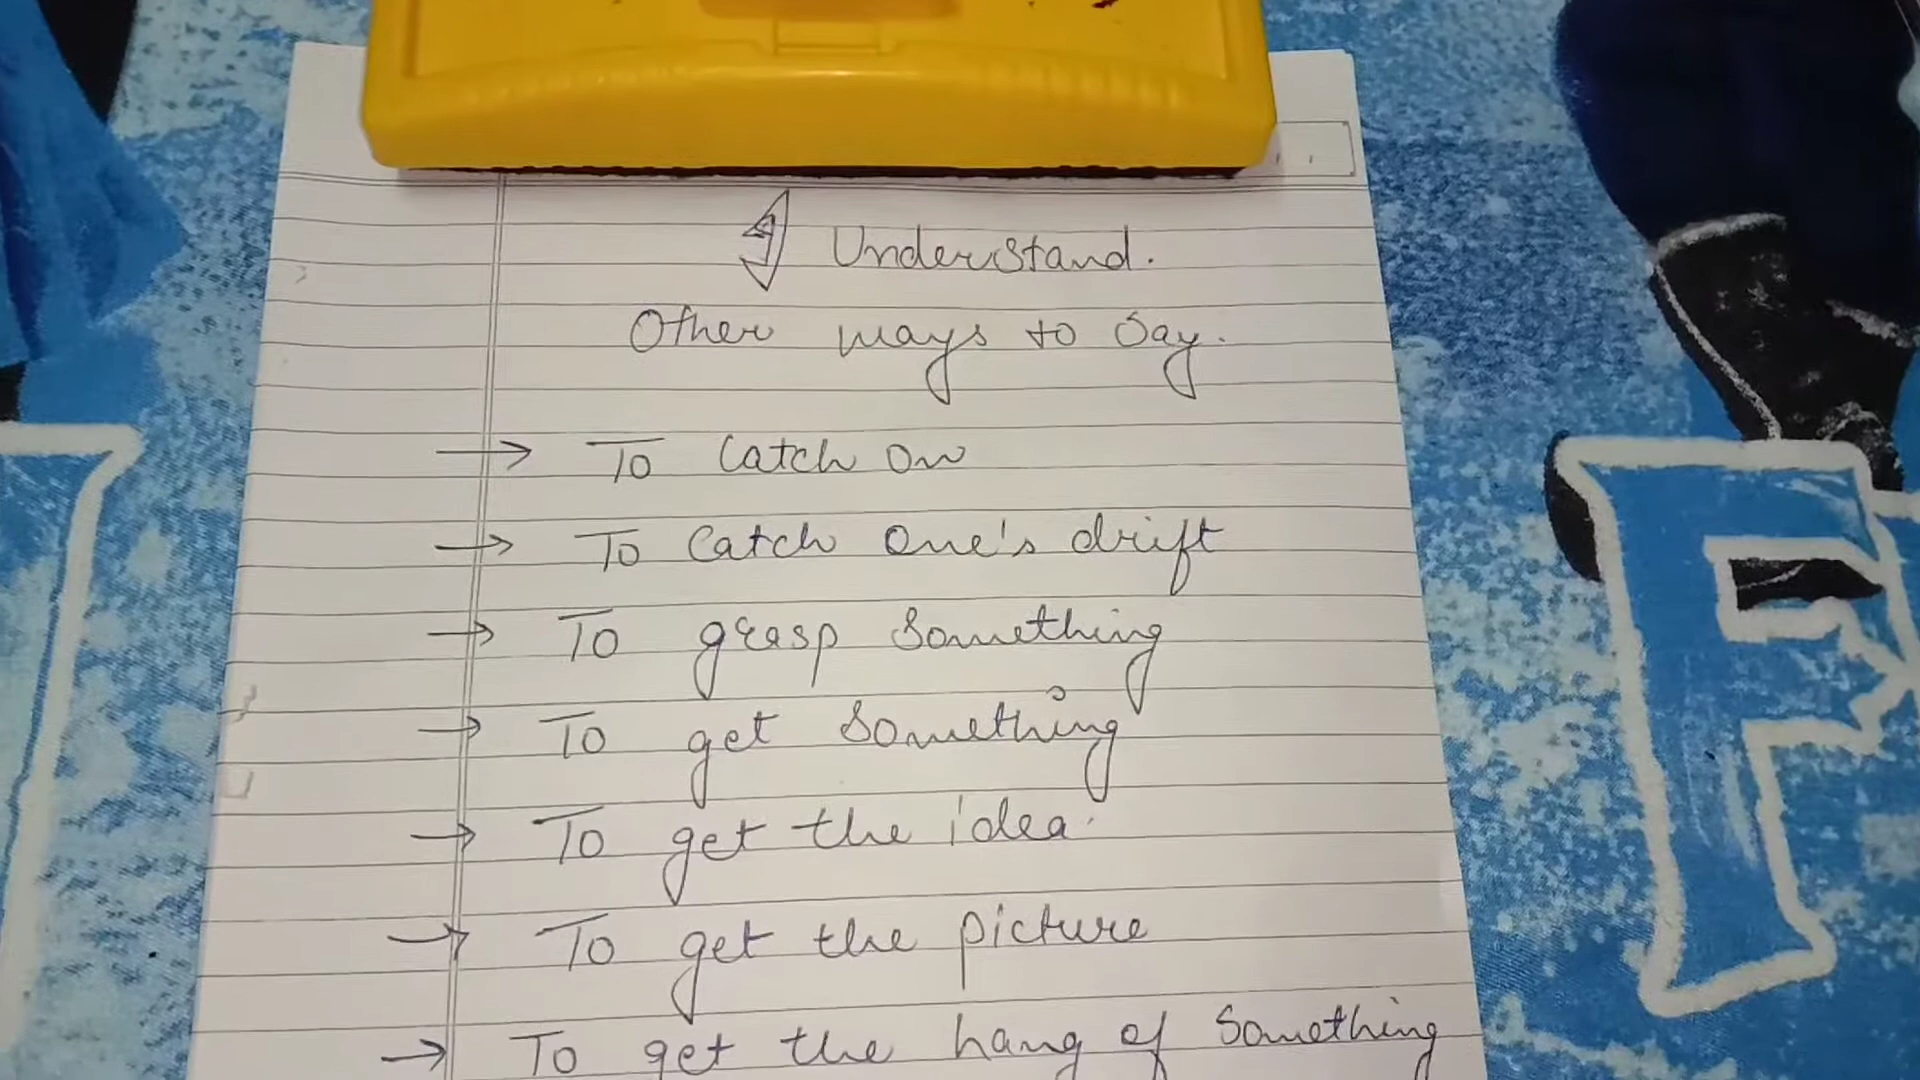 Understand.
Other ways to Say.
→ To Catch on
→ To Catch One's drift
→ To grasp Something
→ To get Something
→ To get the idea.
→ To get the picture
→ To get the hang of Something
F